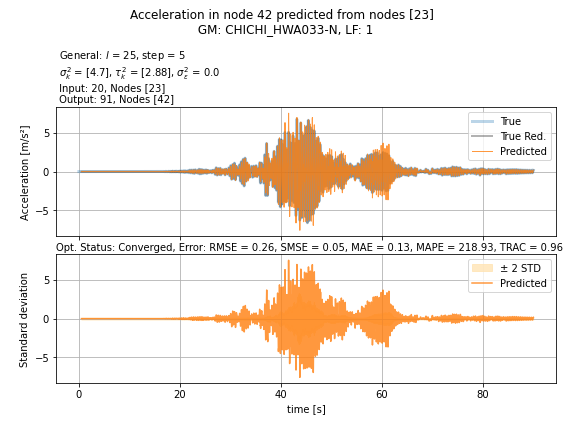 Acceleration in node 42 predicted from nodes [23]
GM: CHICHI_HWA033-N, LF: 1
General: l = 25, step = 5
σ²ₖ = [4.7], τ²ₖ = [2.88], σ²ε = 0.0
Input: 20, Nodes [23]
Output: 91, Nodes [42]
True
True Red.
Predicted
5
0
−5
Acceleration [m/s²]
Opt. Status: Converged, Error: RMSE = 0.26, SMSE = 0.05, MAE = 0.13, MAPE = 218.93, TRAC = 0.96
± 2 STD
Predicted
5
0
−5
Standard deviation
0 20 40 60 80
time [s]